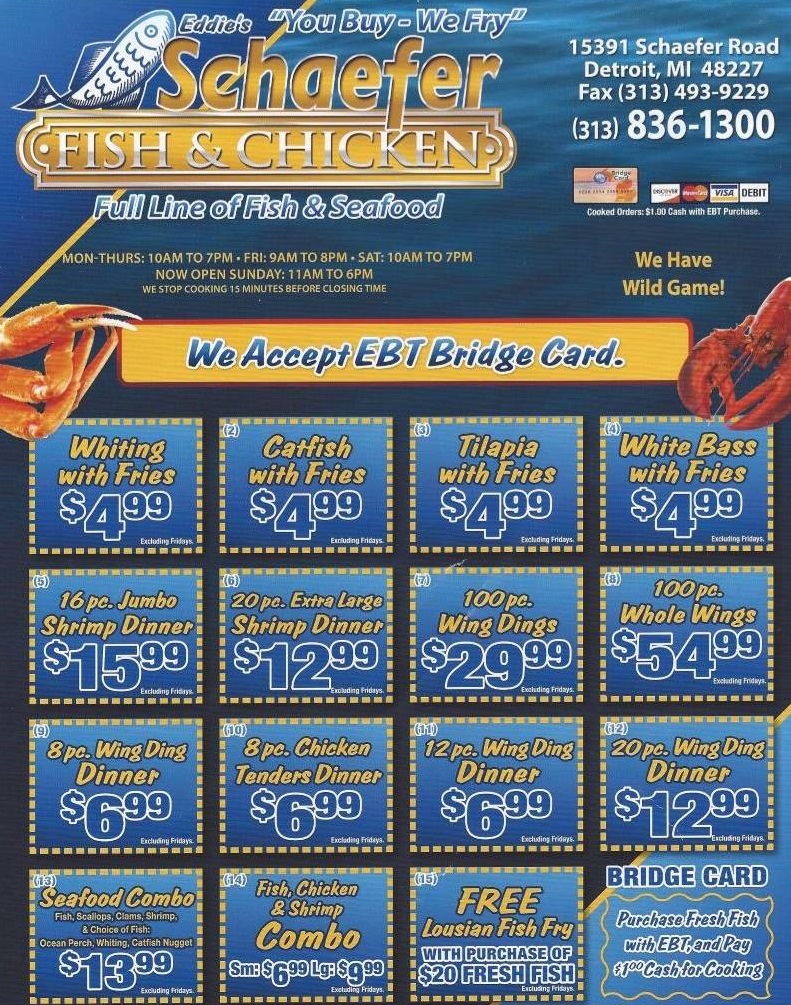 Eddie's "You Buy - We Fry"
Schaefer
FISH & CHICKEN
Full Line of Fish & Seafood
15391 Schaefer Road
Detroit, MI 48227
Fax (313) 493-9229
(313) 836-1300
Bridge Card
DISCOVER MasterCard VISA DEBIT
Cooked Orders: $1.00 Cash with EBT Purchase.
MON-THURS: 10AM TO 7PM • FRI: 9AM TO 8PM • SAT: 10AM TO 7PM
NOW OPEN SUNDAY: 11AM TO 6PM
WE STOP COOKING 15 MINUTES BEFORE CLOSING TIME
We Have
Wild Game!
We Accept EBT Bridge Card.
Whiting
with Fries
$4.99
Excluding Fridays.
(2)
Catfish
with Fries
$4.99
Excluding Fridays.
(3)
Tilapia
with Fries
$4.99
Excluding Fridays.
(4)
White Bass
with Fries
$4.99
Excluding Fridays.
(5)
16 pc. Jumbo
Shrimp Dinner
$15.99
Excluding Fridays.
(6)
20 pc. Extra Large
Shrimp Dinner
$12.99
Excluding Fridays.
(7)
100 pc.
Wing Dings
$29.99
Excluding Fridays.
(8)
100 pc.
Whole Wings
$54.99
Excluding Fridays.
(9)
8 pc. Wing Ding
Dinner
$6.99
Excluding Fridays.
(10)
8 pc. Chicken
Tenders Dinner
$6.99
Excluding Fridays.
(11)
12 pc. Wing Ding
Dinner
$6.99
Excluding Fridays.
(12)
20 pc. Wing Ding
Dinner
$12.99
Excluding Fridays.
(13)
Seafood Combo
Fish, Scallops, Clams, Shrimp,
& Choice of Fish:
Ocean Perch, Whiting, Catfish Nugget
$13.99
Excluding Fridays.
(14)
Fish, Chicken
& Shrimp
Combo
Sm: $6.99 Lg: $9.99
Excluding Fridays.
(15)
FREE
Lousian Fish Fry
WITH PURCHASE OF
$20 FRESH FISH
Excluding Fridays.
BRIDGE CARD
Purchase Fresh Fish
with EBT, and Pay
$1.00 Cash for Cooking